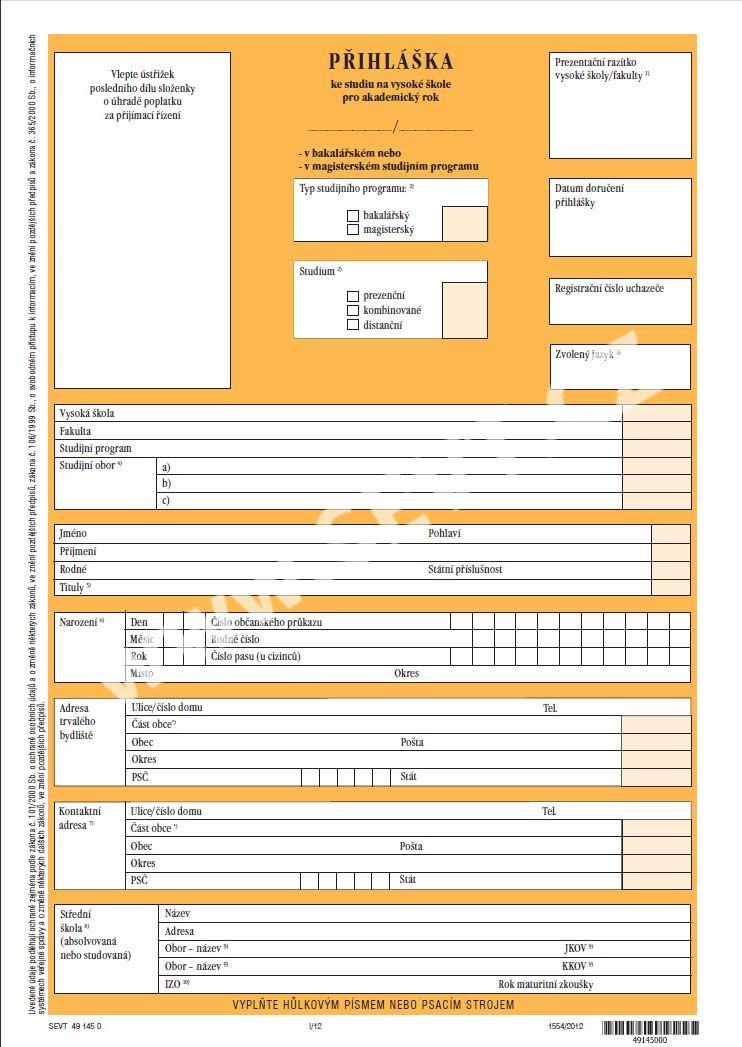 Uvedené údaje podléhají ochraně zejména podle zákona č. 101/2000 Sb. o ochraně osobních údajů a o změně některých zákonů, ve znění pozdějších předpisů, zákona č. 106/1999 Sb., o svobodném přístupu k informacím, ve znění pozdějších předpisů a zákona č. 365/2000 Sb., o informačních
systémech veřejné správy a o změně některých dalších zákonů, ve znění pozdějších předpisů.
Vlepte ústřižek
posledního dílu složenky
o úhradě poplatku
za přijímací řízení
PŘIHLÁŠKA
ke studiu na vysoké škole
pro akademický rok
/
- v bakalářském nebo
- v magisterském studijním programu
Typ studijního programu: 2)
bakalářský
magisterský
Studium 2)
prezenční
kombinované
distanční
Prezentační razítko
vysoké školy/fakulty 1)
Datum doručení
přihlášky
Registrační číslo uchazeče
Zvolený jazyk 3)
Vysoká škola
Fakulta
Studijní program
Studijní obor 4) a)
b)
c)
Jméno Pohlaví
Příjmení
Rodné Státní příslušnost
Tituly 5)
Narození 6) Den Číslo občanského průkazu
Měsíc Rodné číslo
Rok Číslo pasu (u cizinců)
Místo Okres
Adresa
trvalého
bydliště
Ulice/číslo domu Tel.
Část obce*)
Obec Pošta
Okres
PSČ Stát
Kontaktní
adresa 7)
Ulice/číslo domu Tel.
Část obce *)
Obec Pošta
Okres
PSČ Stát
Střední
škola 8)
(absolvovaná
nebo studovaná)
Název
Adresa
Obor – název 9) JKOV 9)
Obor – název 9) KKOV 9)
IZO 10) Rok maturitní zkoušky
VYPLŇTE HŮLKOVÝM PÍSMEM NEBO PSACÍM STROJEM
SEVT 49 145 0 I/12 1554/2012
49145000